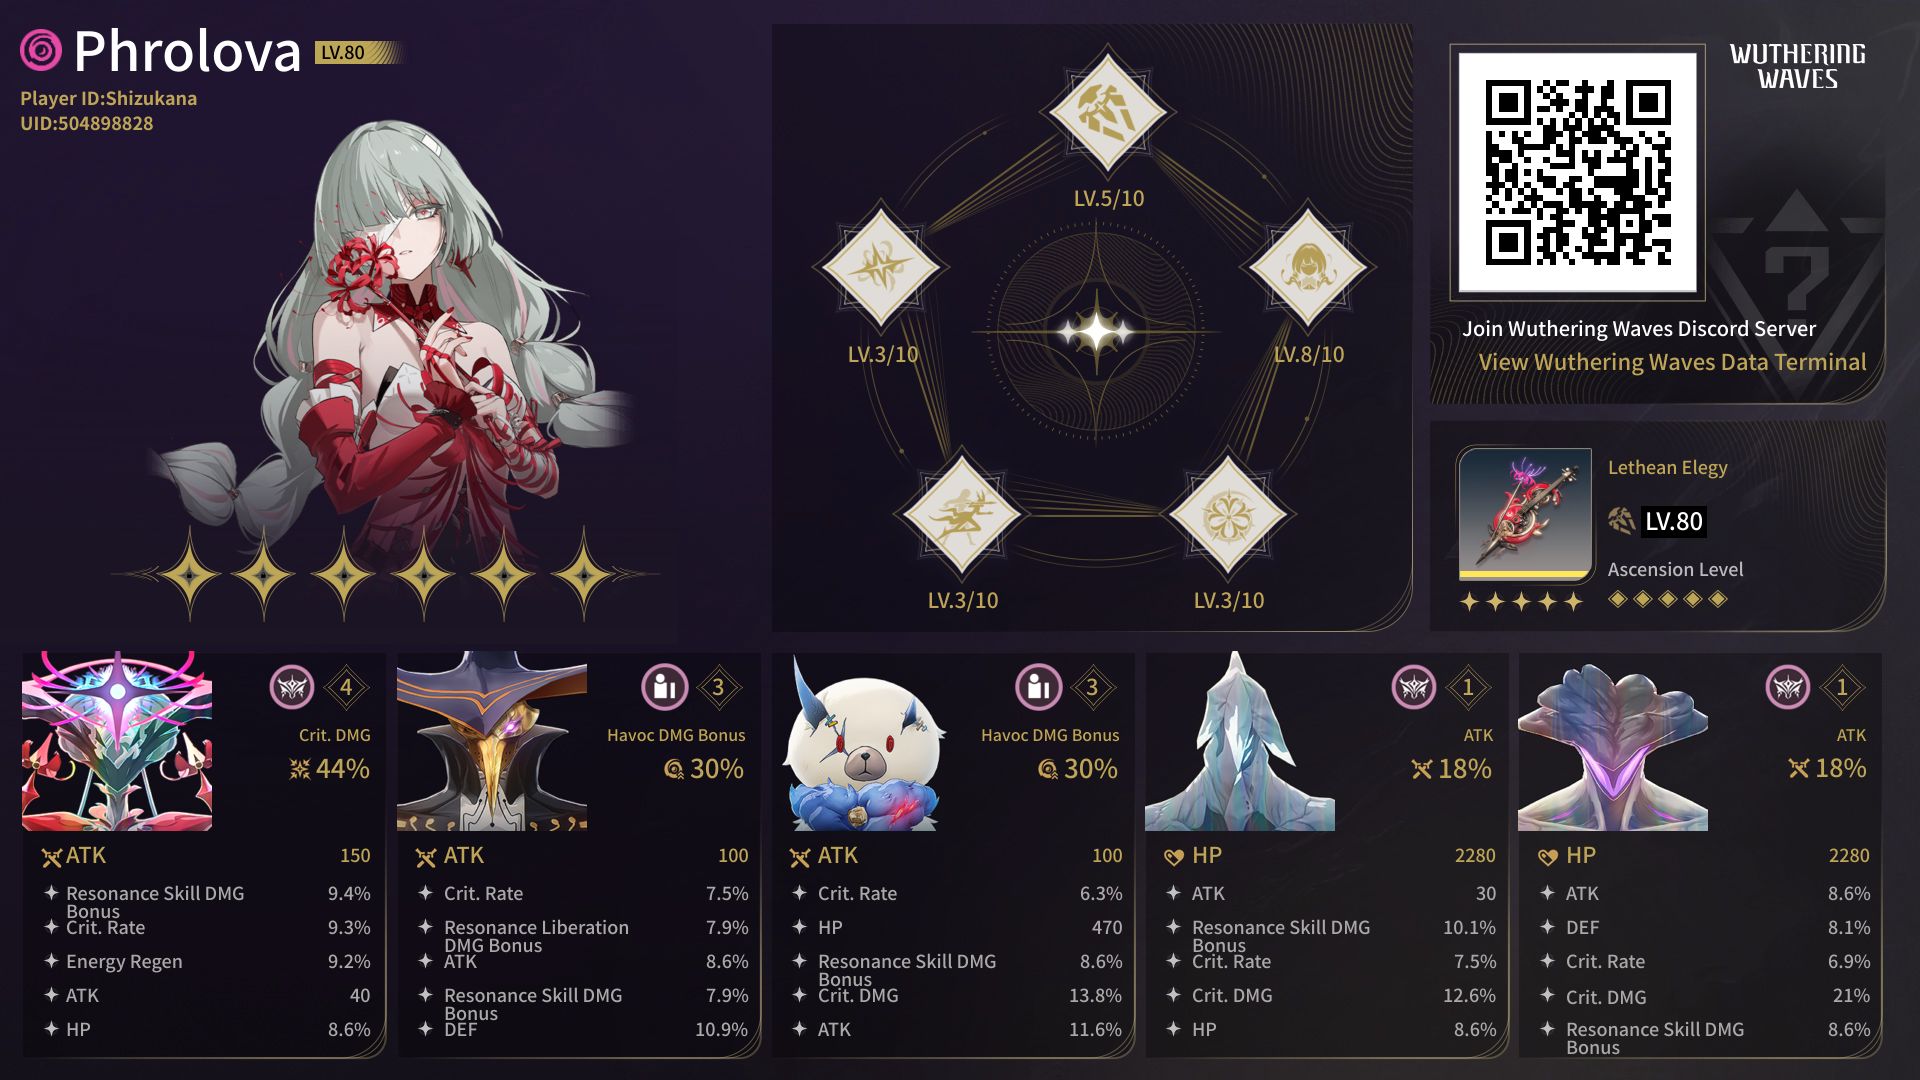 Phrolova LV.80
Player ID:Shizukana
UID:504898828
LV.5/10
LV.3/10
LV.8/10
LV.3/10
LV.3/10
WUTHERING
WAVES
Join Wuthering Waves Discord Server
View Wuthering Waves Data Terminal
Lethean Elegy
LV.80
Ascension Level
4
Crit. DMG
44%
ATK 150
Resonance Skill DMG Bonus 9.4%
Crit. Rate 9.3%
Energy Regen 9.2%
ATK 40
HP 8.6%
3
Havoc DMG Bonus
30%
ATK 100
Crit. Rate 7.5%
Resonance Liberation DMG Bonus 7.9%
ATK 8.6%
Resonance Skill DMG Bonus 7.9%
DEF 10.9%
3
Havoc DMG Bonus
30%
ATK 100
Crit. Rate 6.3%
HP 470
Resonance Skill DMG Bonus 8.6%
Crit. DMG 13.8%
ATK 11.6%
1
ATK
18%
HP 2280
ATK 30
Resonance Skill DMG Bonus 10.1%
Crit. Rate 7.5%
Crit. DMG 12.6%
HP 8.6%
1
ATK
18%
HP 2280
ATK 8.6%
DEF 8.1%
Crit. Rate 6.9%
Crit. DMG 21%
Resonance Skill DMG Bonus 8.6%